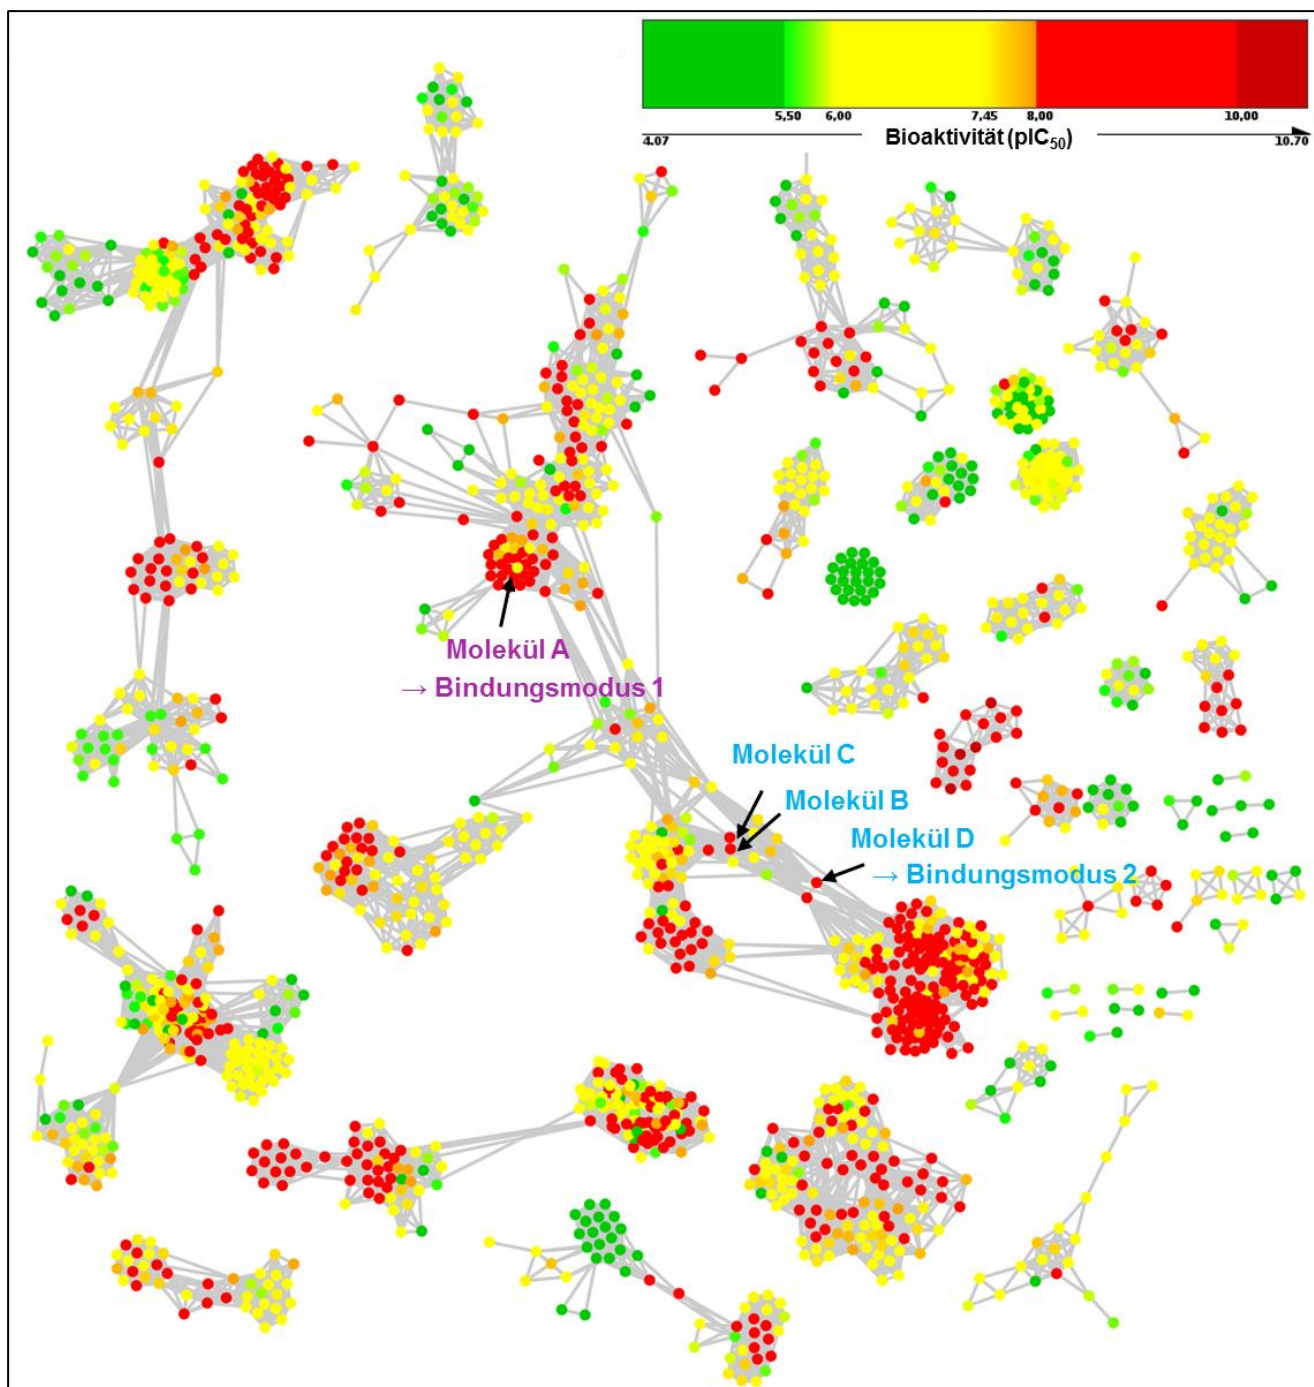 5,50 6,00 7,45 8,00 10,00
4.07 Bioaktivität (pIC50) 10.70
Molekül A
→ Bindungsmodus 1
Molekül C
Molekül B
Molekül D
→ Bindungsmodus 2